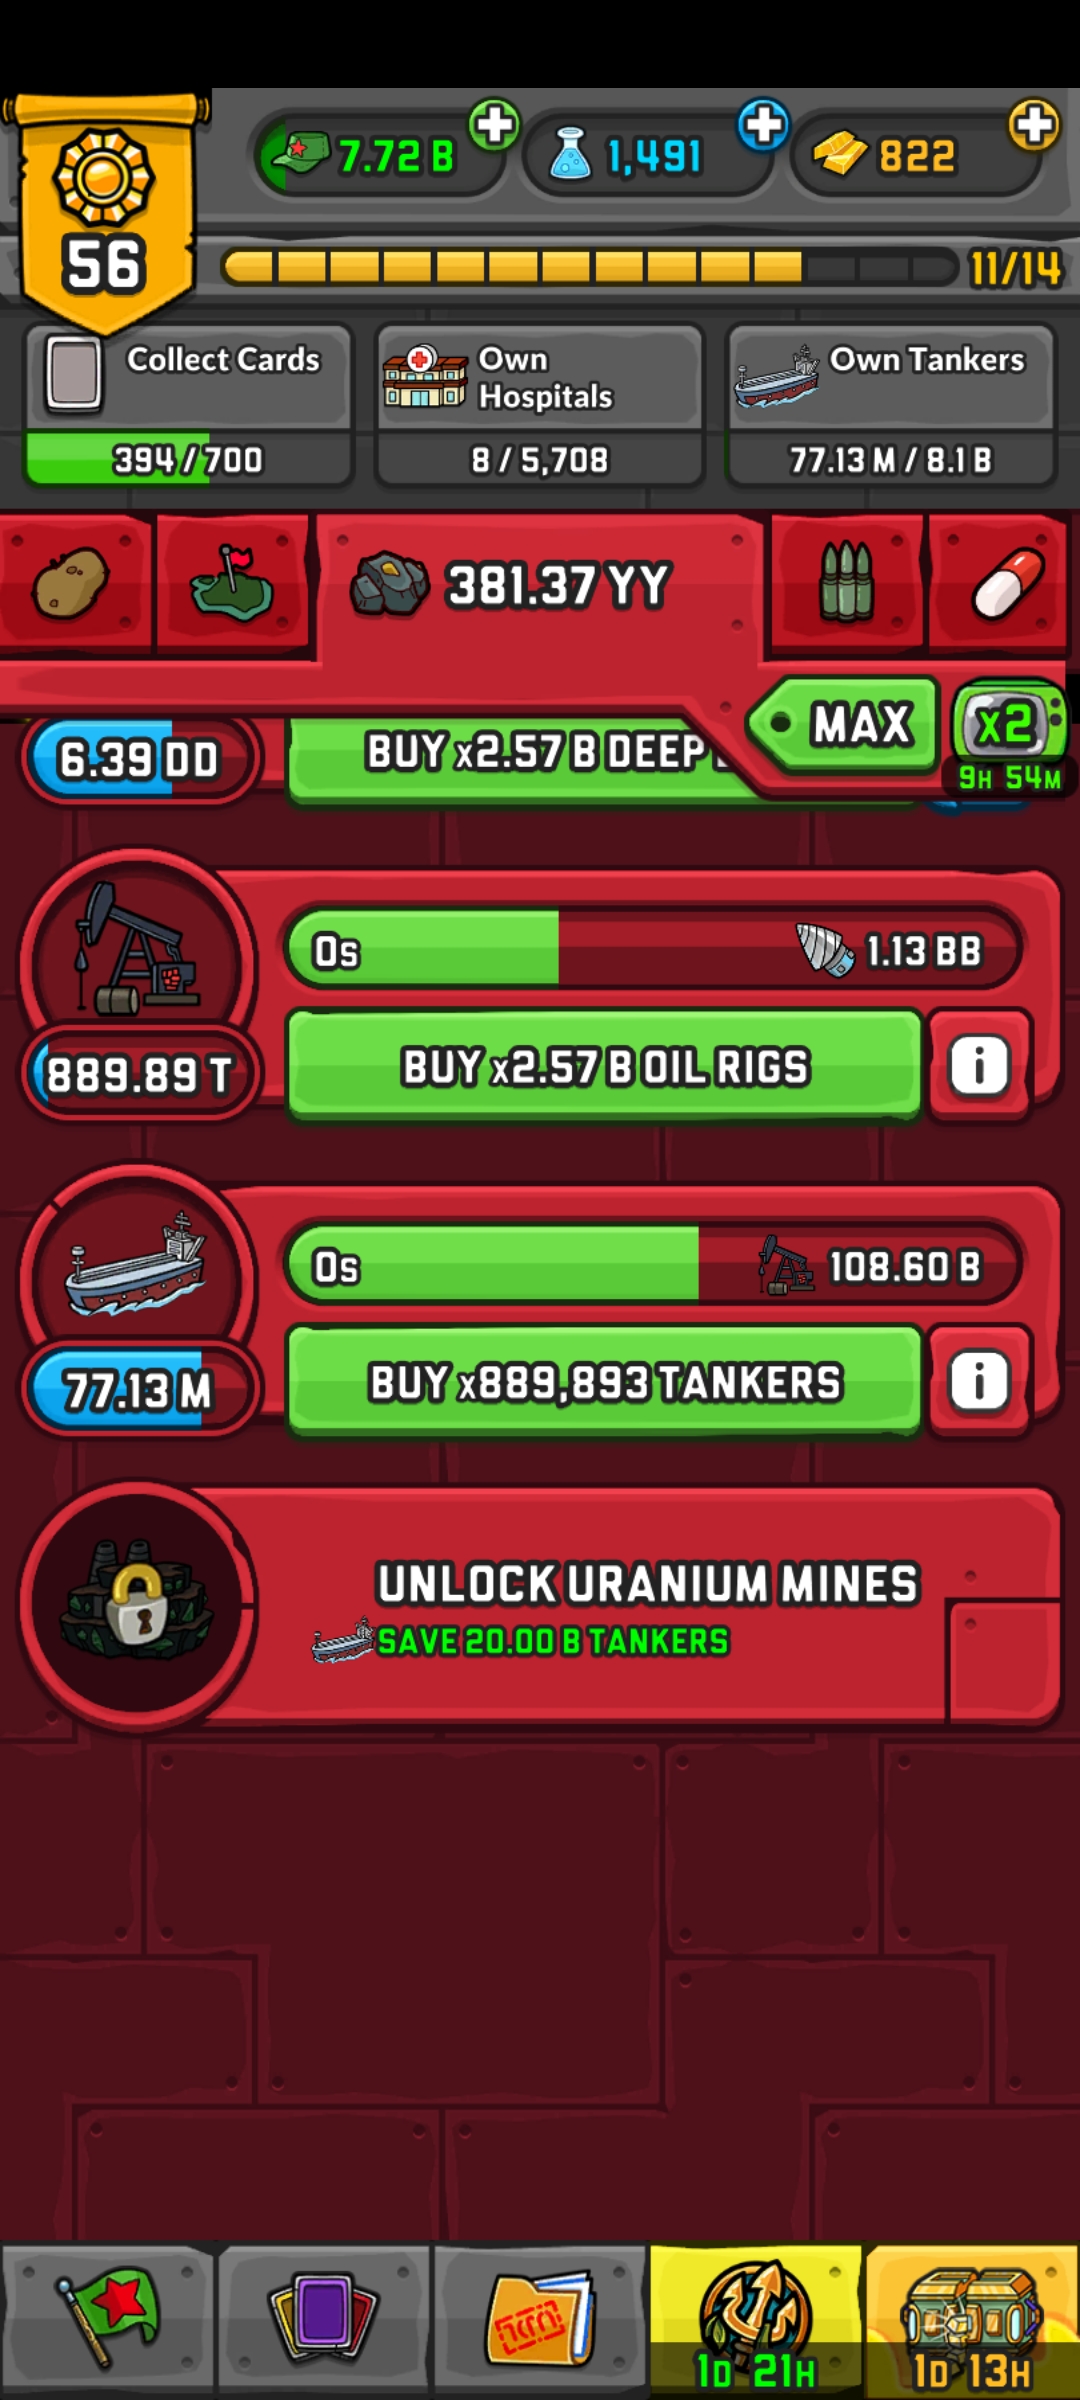 56
7.72 B
1,491
822
11/14
Collect Cards
394/700
Own
Hospitals
8/5,708
Own Tankers
77.13 M/8.1 B
381.37 YY
MAX
x2
9H 54M
6.39 DD
BUY x2.57 B DEEP
0s
1.13 BB
889.89 T
BUY x2.57 B OIL RIGS
i
0s
108.60 B
77.13 M
BUY x889,893 TANKERS
i
UNLOCK URANIUM MINES
SAVE 20.00 B TANKERS
1D 21H
1D 13H